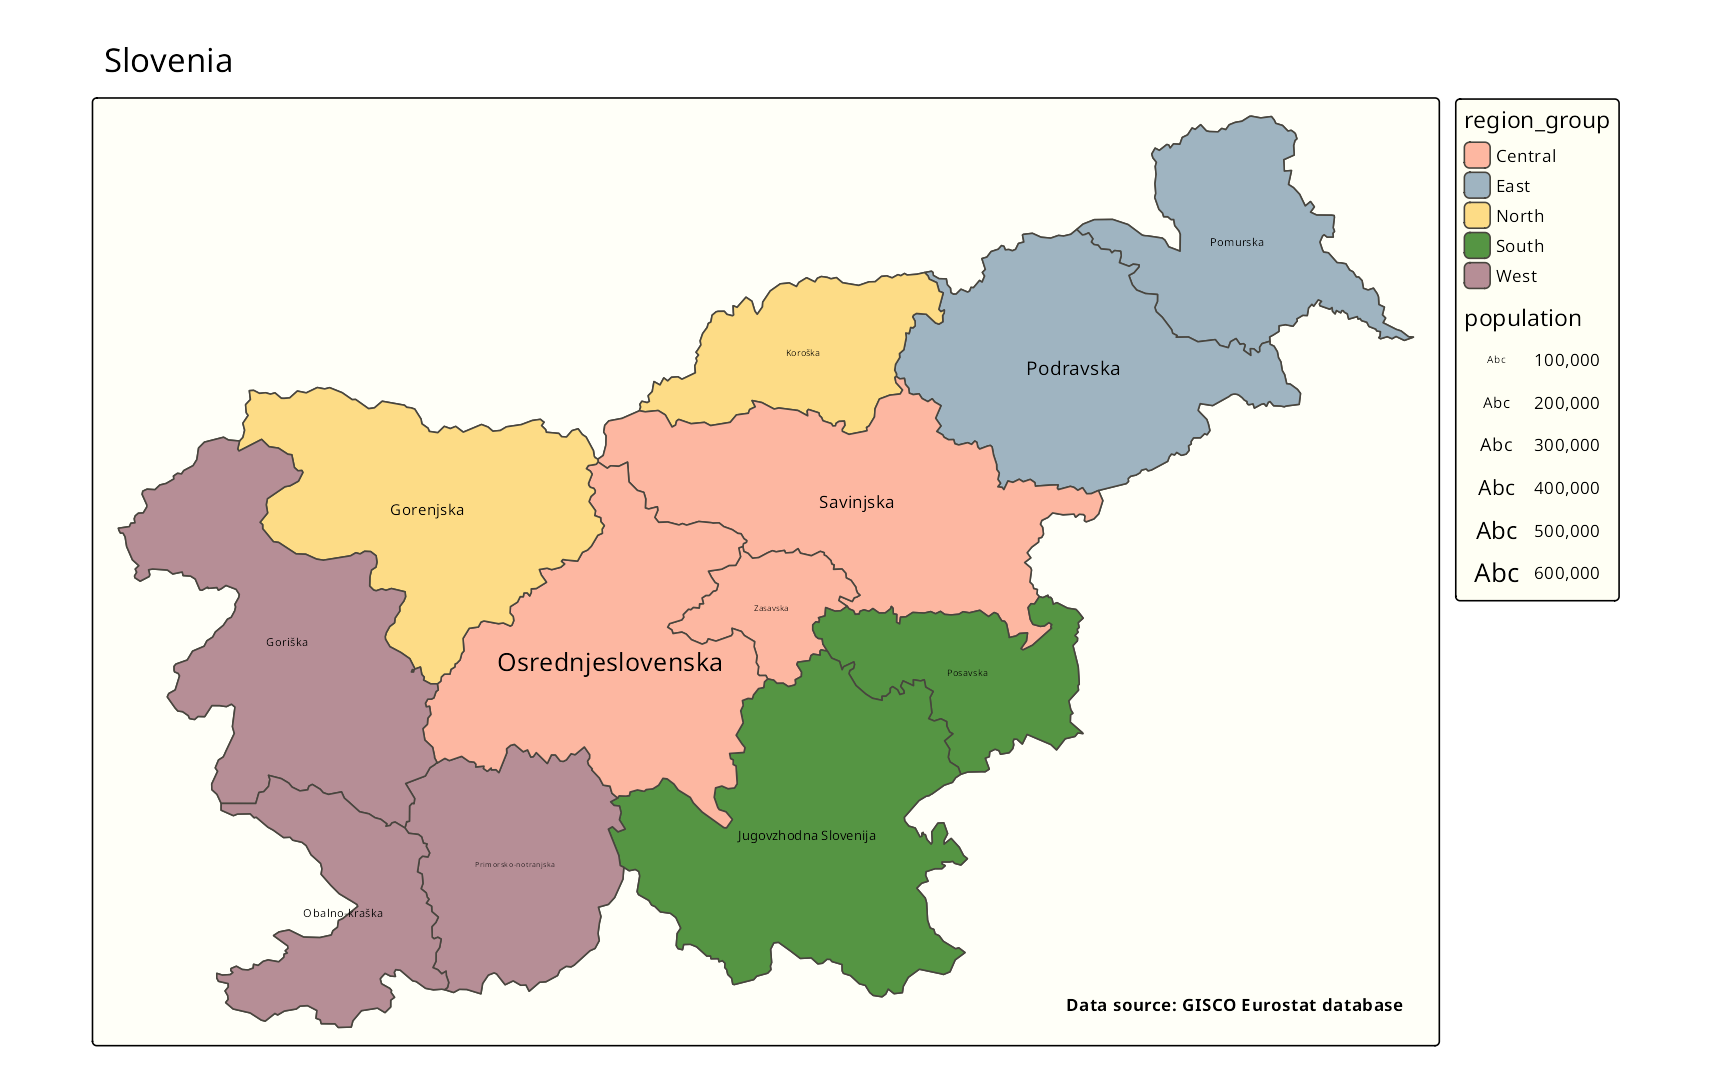 Slovenia
region_group
Central
East
North
South
West
population
Abc 100,000
Abc 200,000
Abc 300,000
Abc 400,000
Abc 500,000
Abc 600,000
Pomurska
Koroška
Podravska
Savinjska
Gorenjska
Zasavska
Goriška
Osrednjeslovenska
Posavska
Jugovzhodna Slovenija
Primorsko-notranjska
Obalno-kraška
Data source: GISCO Eurostat database